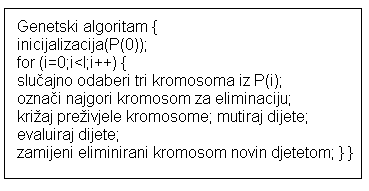 Genetski algoritam {
inicijalizacija(P(0));
for (i=0;i<l;i++) {
slučajno odaberi tri kromosoma iz P(i);
označi najgori kromosom za eliminaciju;
križaj preživjele kromosome; mutiraj dijete;
evaluiraj dijete;
zamijeni eliminirani kromosom novin djetetom; } }